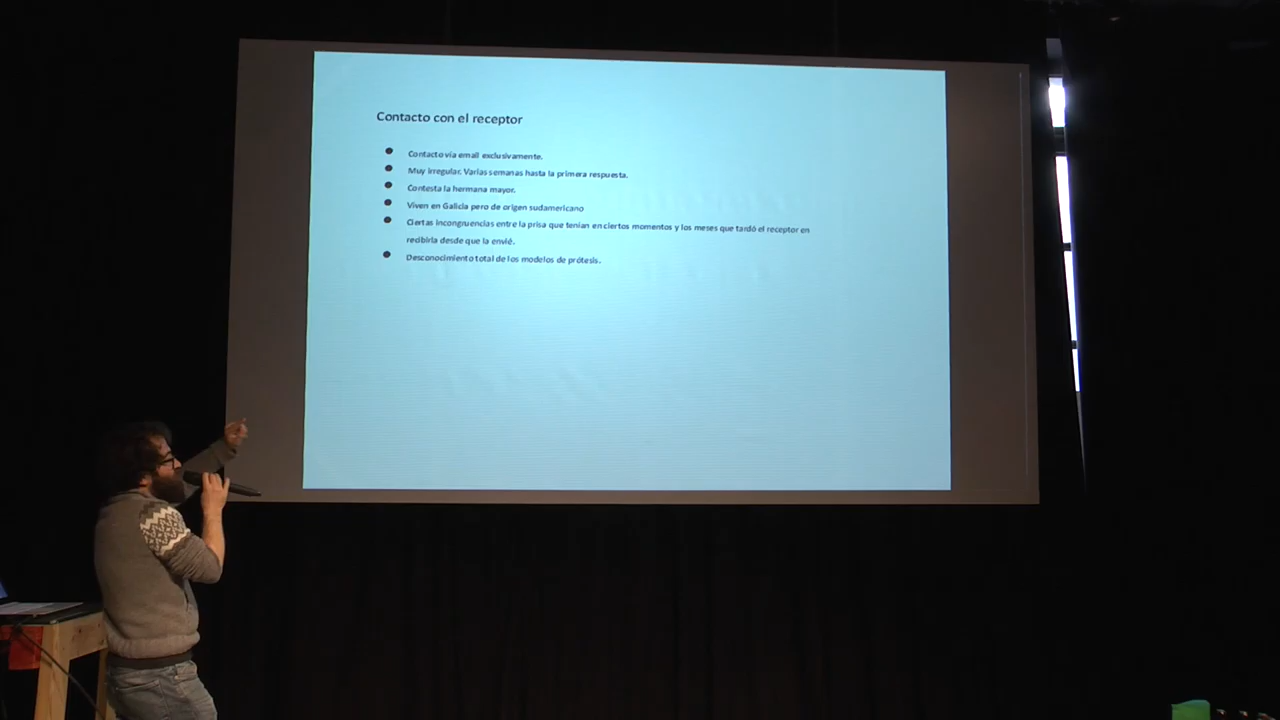 Contacto con el receptor
Contacto vía email exclusivamente.
Muy irregular. Varias semanas hasta la primera respuesta.
Contesta la hermana mayor.
Viven en Galicia pero de origen sudamericano
Ciertas incongruencias entre la prisa que tenían en ciertos momentos y los meses que tardó el receptor en
recibirla desde que la envié.
Desconocimiento total de los modelos de prótesis.